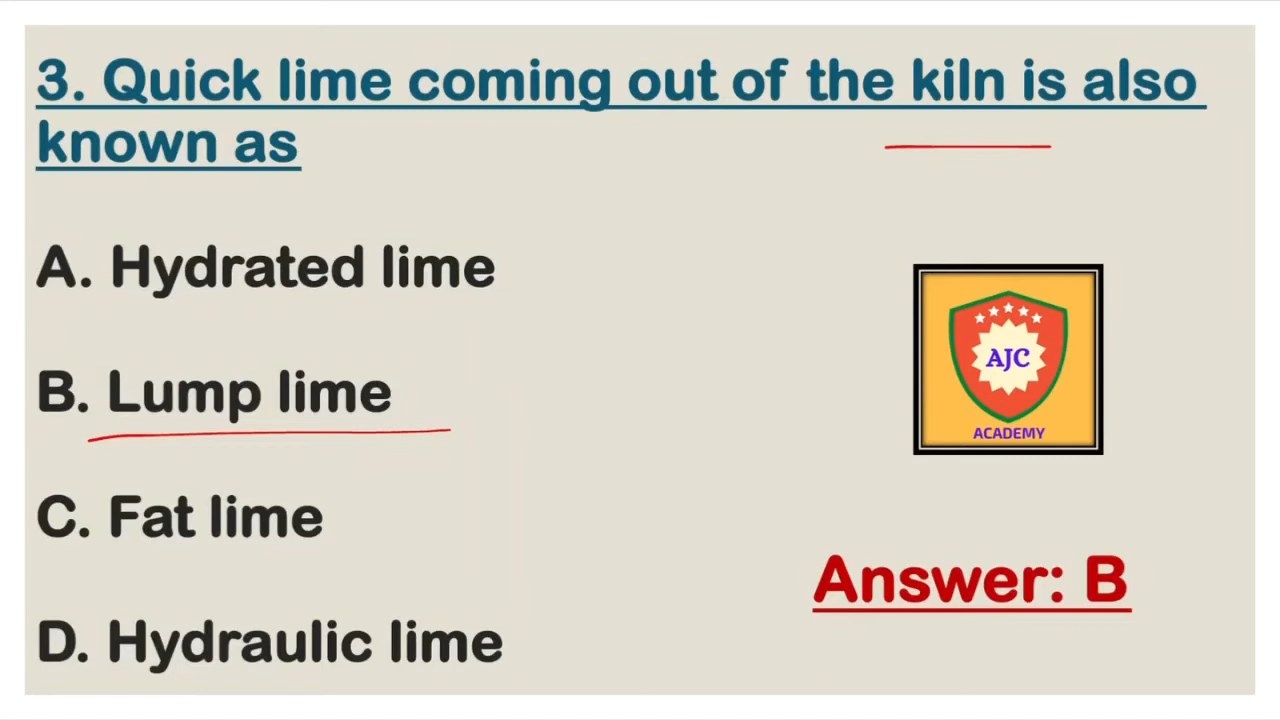 3. Quick lime coming out of the kiln is also
known as
A. Hydrated lime
B. Lump lime
AJC
ACADEMY
C. Fat lime
Answer: B
D. Hydraulic lime